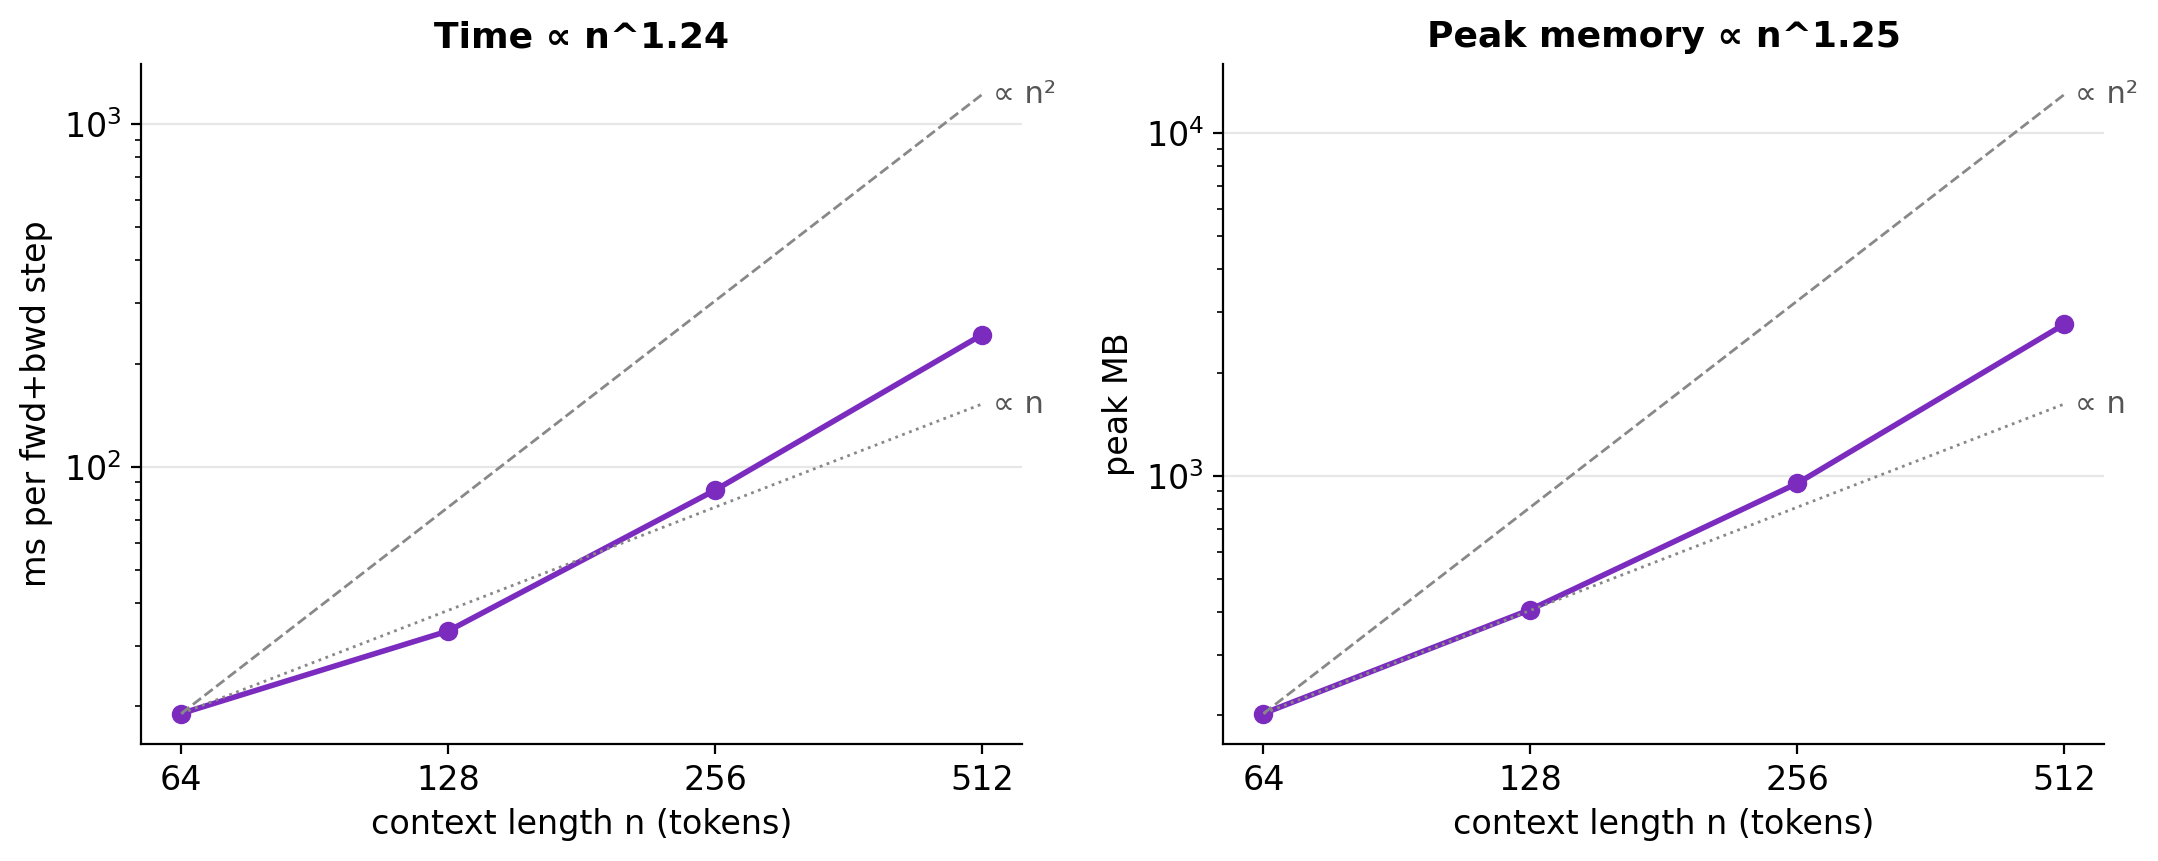 Time ∝ n^1.24
ms per fwd+bwd step
10³
10²
∝ n²
∝ n
64 128 256 512
context length n (tokens)
Peak memory ∝ n^1.25
peak MB
10⁴
10³
∝ n²
∝ n
64 128 256 512
context length n (tokens)